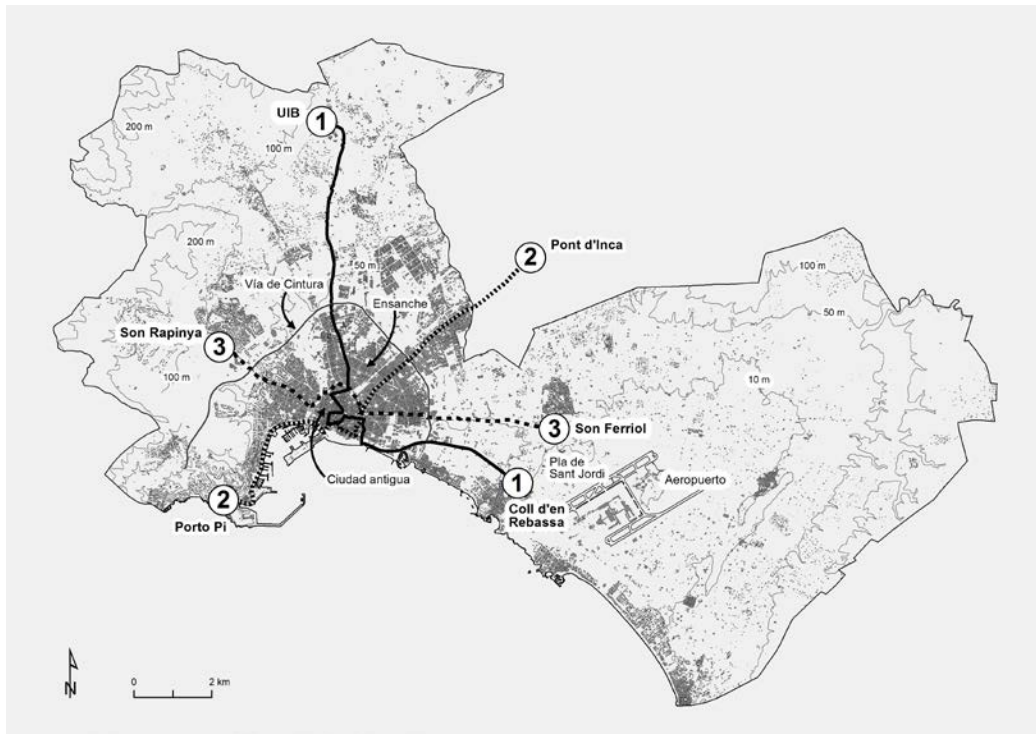 UIB
1
200 m
100 m
200 m
50 m
2
Pont d'Inca
Vía de Cintura
Ensanche
100 m
50 m
Son Rapinya
3
100 m
10 m
3
Son Ferriol
Ciudad antigua
Pla de
Sant Jordi
Aeropuerto
1
Coll d'en
Rebassa
2
Porto Pi
N
0
2 km